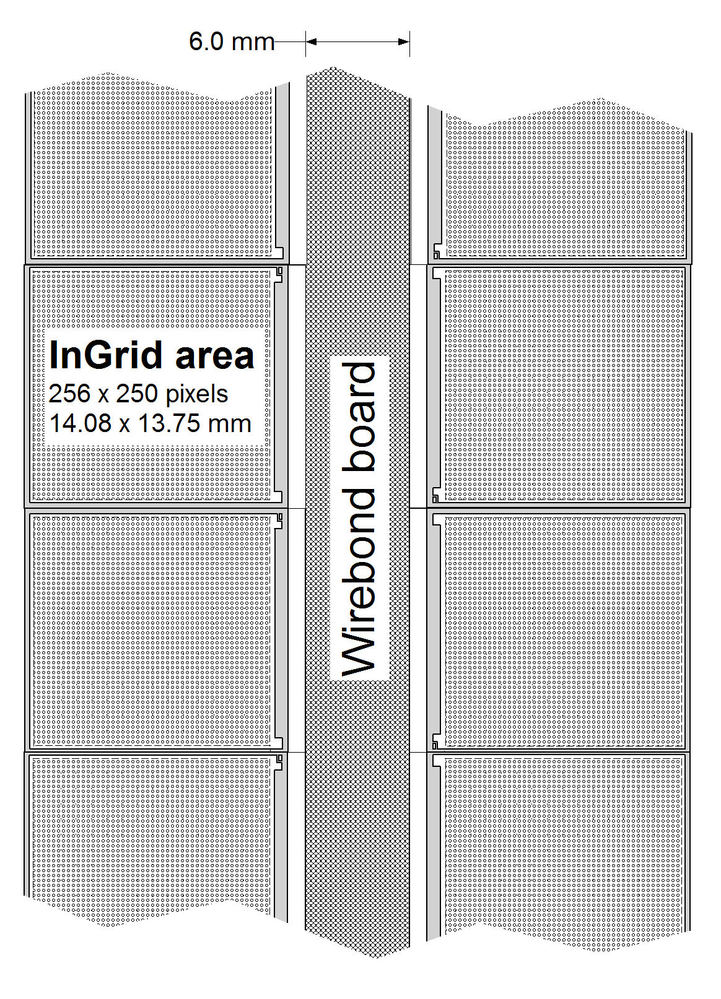 6.0 mm
InGrid area
256 x 250 pixels
14.08 x 13.75 mm
Wirebond board